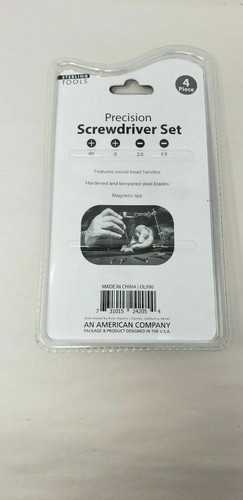 STERLING
TOOLS
4
Piece
Precision
Screwdriver Set
00 0 2.0 2.5
Features swivel head handles
Hardened and tempered steel blades
Magnetic tips
MADE IN CHINA | OL990
7 31015 24205 4
AN AMERICAN COMPANY
PACKAGE & PRODUCT DESIGNED IN THE U.S.A.